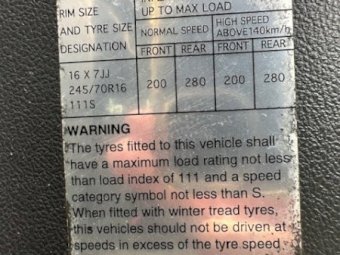 RIM SIZE
UP TO MAX LOAD
AND TYRE SIZE
NORMAL SPEED
HIGH SPEED
ABOVE140km/h
DESIGNATION
FRONT REAR FRONT REAR
16 X 7JJ
245/70R16
111S
200 280 200 280
WARNING
The tyres fitted to this vehicle shall
have a maximum load rating not less
than load index of 111 and a speed
category symbol not less than S.
When fitted with winter tread tyres,
this vehicles should not be driven at
speeds in excess of the tyre speed